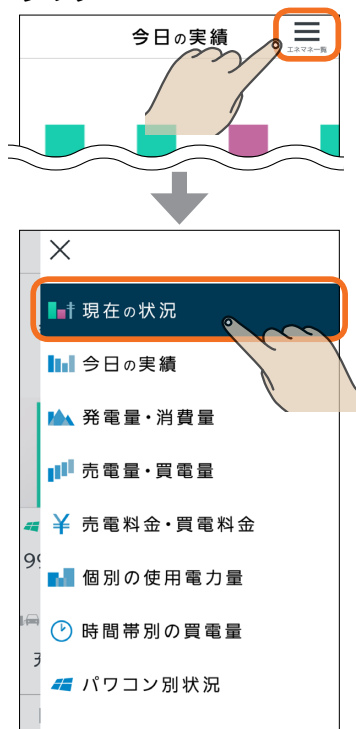 今日の実績
エネマネ一覧
現在の状況
今日の実績
発電量・消費量
売電量・買電量
売電料金・買電料金
99
個別の使用電力量
時間帯別の買電量
パワコン別状況